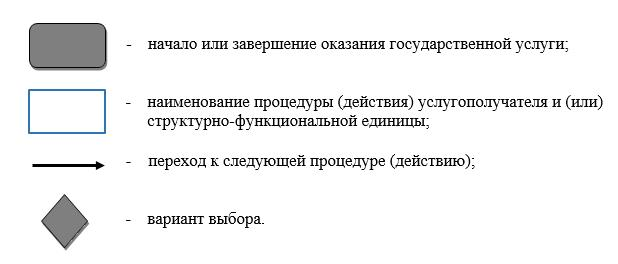 - начало или завершение оказания государственной услуги;
- наименование процедуры (действия) услугополучателя и (или)
структурно-функциональной единицы;
- переход к следующей процедуре (действию);
- вариант выбора.